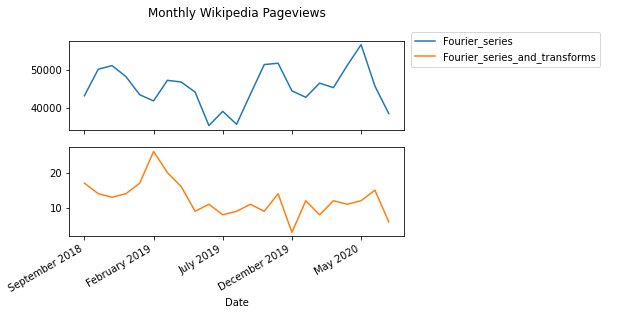 Monthly Wikipedia Pageviews
Fourier_series
Fourier_series_and_transforms
50000
40000
20
10
September 2018
February 2019
July 2019
December 2019
May 2020
Date